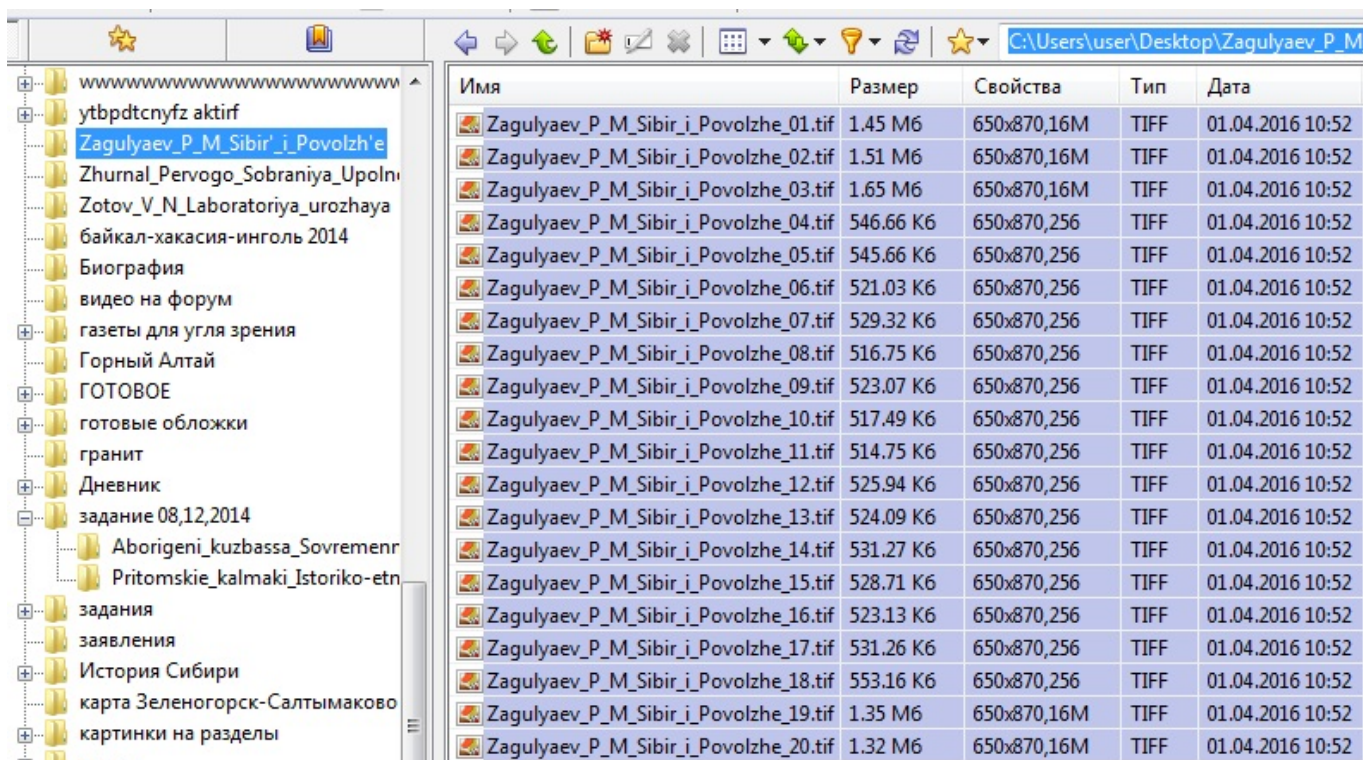 C:\Users\user\Desktop\Zagulyaev_P_M
wwwwwwwwwwwwwwwwwwwwwwww
ytbpdtcnyfz aktirf
Zagulyaev_P_M_Sibir'_i_Povolzh'e
Zhurnal_Pervogo_Sobraniya_Upoln
Zotov_V_N_Laboratoriya_urozhaya
байкал-хакасия-инголь 2014
Биография
видео на форум
газеты для угля зрения
Горный Алтай
ГОТОВОЕ
готовые обложки
гранит
Дневник
задание 08,12,2014
Aborigeni_kuzbassa_Sovremenn
Pritomskie_kalmaki_Istoriko-etn
задания
заявления
История Сибири
карта Зеленогорск-Салтымаково
картинки на разделы
Имя Размер Свойства Тип Дата
Zagulyaev_P_M_Sibir_i_Povolzhe_01.tif 1.45 Мб 650x870,16M TIFF 01.04.2016 10:52
Zagulyaev_P_M_Sibir_i_Povolzhe_02.tif 1.51 Мб 650x870,16M TIFF 01.04.2016 10:52
Zagulyaev_P_M_Sibir_i_Povolzhe_03.tif 1.65 Мб 650x870,16M TIFF 01.04.2016 10:52
Zagulyaev_P_M_Sibir_i_Povolzhe_04.tif 546.66 Кб 650x870,256 TIFF 01.04.2016 10:52
Zagulyaev_P_M_Sibir_i_Povolzhe_05.tif 545.66 Кб 650x870,256 TIFF 01.04.2016 10:52
Zagulyaev_P_M_Sibir_i_Povolzhe_06.tif 521.03 Кб 650x870,256 TIFF 01.04.2016 10:52
Zagulyaev_P_M_Sibir_i_Povolzhe_07.tif 529.32 Кб 650x870,256 TIFF 01.04.2016 10:52
Zagulyaev_P_M_Sibir_i_Povolzhe_08.tif 516.75 Кб 650x870,256 TIFF 01.04.2016 10:52
Zagulyaev_P_M_Sibir_i_Povolzhe_09.tif 523.07 Кб 650x870,256 TIFF 01.04.2016 10:52
Zagulyaev_P_M_Sibir_i_Povolzhe_10.tif 517.49 Кб 650x870,256 TIFF 01.04.2016 10:52
Zagulyaev_P_M_Sibir_i_Povolzhe_11.tif 514.75 Кб 650x870,256 TIFF 01.04.2016 10:52
Zagulyaev_P_M_Sibir_i_Povolzhe_12.tif 525.94 Кб 650x870,256 TIFF 01.04.2016 10:52
Zagulyaev_P_M_Sibir_i_Povolzhe_13.tif 524.09 Кб 650x870,256 TIFF 01.04.2016 10:52
Zagulyaev_P_M_Sibir_i_Povolzhe_14.tif 531.27 Кб 650x870,256 TIFF 01.04.2016 10:52
Zagulyaev_P_M_Sibir_i_Povolzhe_15.tif 528.71 Кб 650x870,256 TIFF 01.04.2016 10:52
Zagulyaev_P_M_Sibir_i_Povolzhe_16.tif 523.13 Кб 650x870,256 TIFF 01.04.2016 10:52
Zagulyaev_P_M_Sibir_i_Povolzhe_17.tif 531.26 Кб 650x870,256 TIFF 01.04.2016 10:52
Zagulyaev_P_M_Sibir_i_Povolzhe_18.tif 553.16 Кб 650x870,256 TIFF 01.04.2016 10:52
Zagulyaev_P_M_Sibir_i_Povolzhe_19.tif 1.35 Мб 650x870,16M TIFF 01.04.2016 10:52
Zagulyaev_P_M_Sibir_i_Povolzhe_20.tif 1.32 Мб 650x870,16M TIFF 01.04.2016 10:52